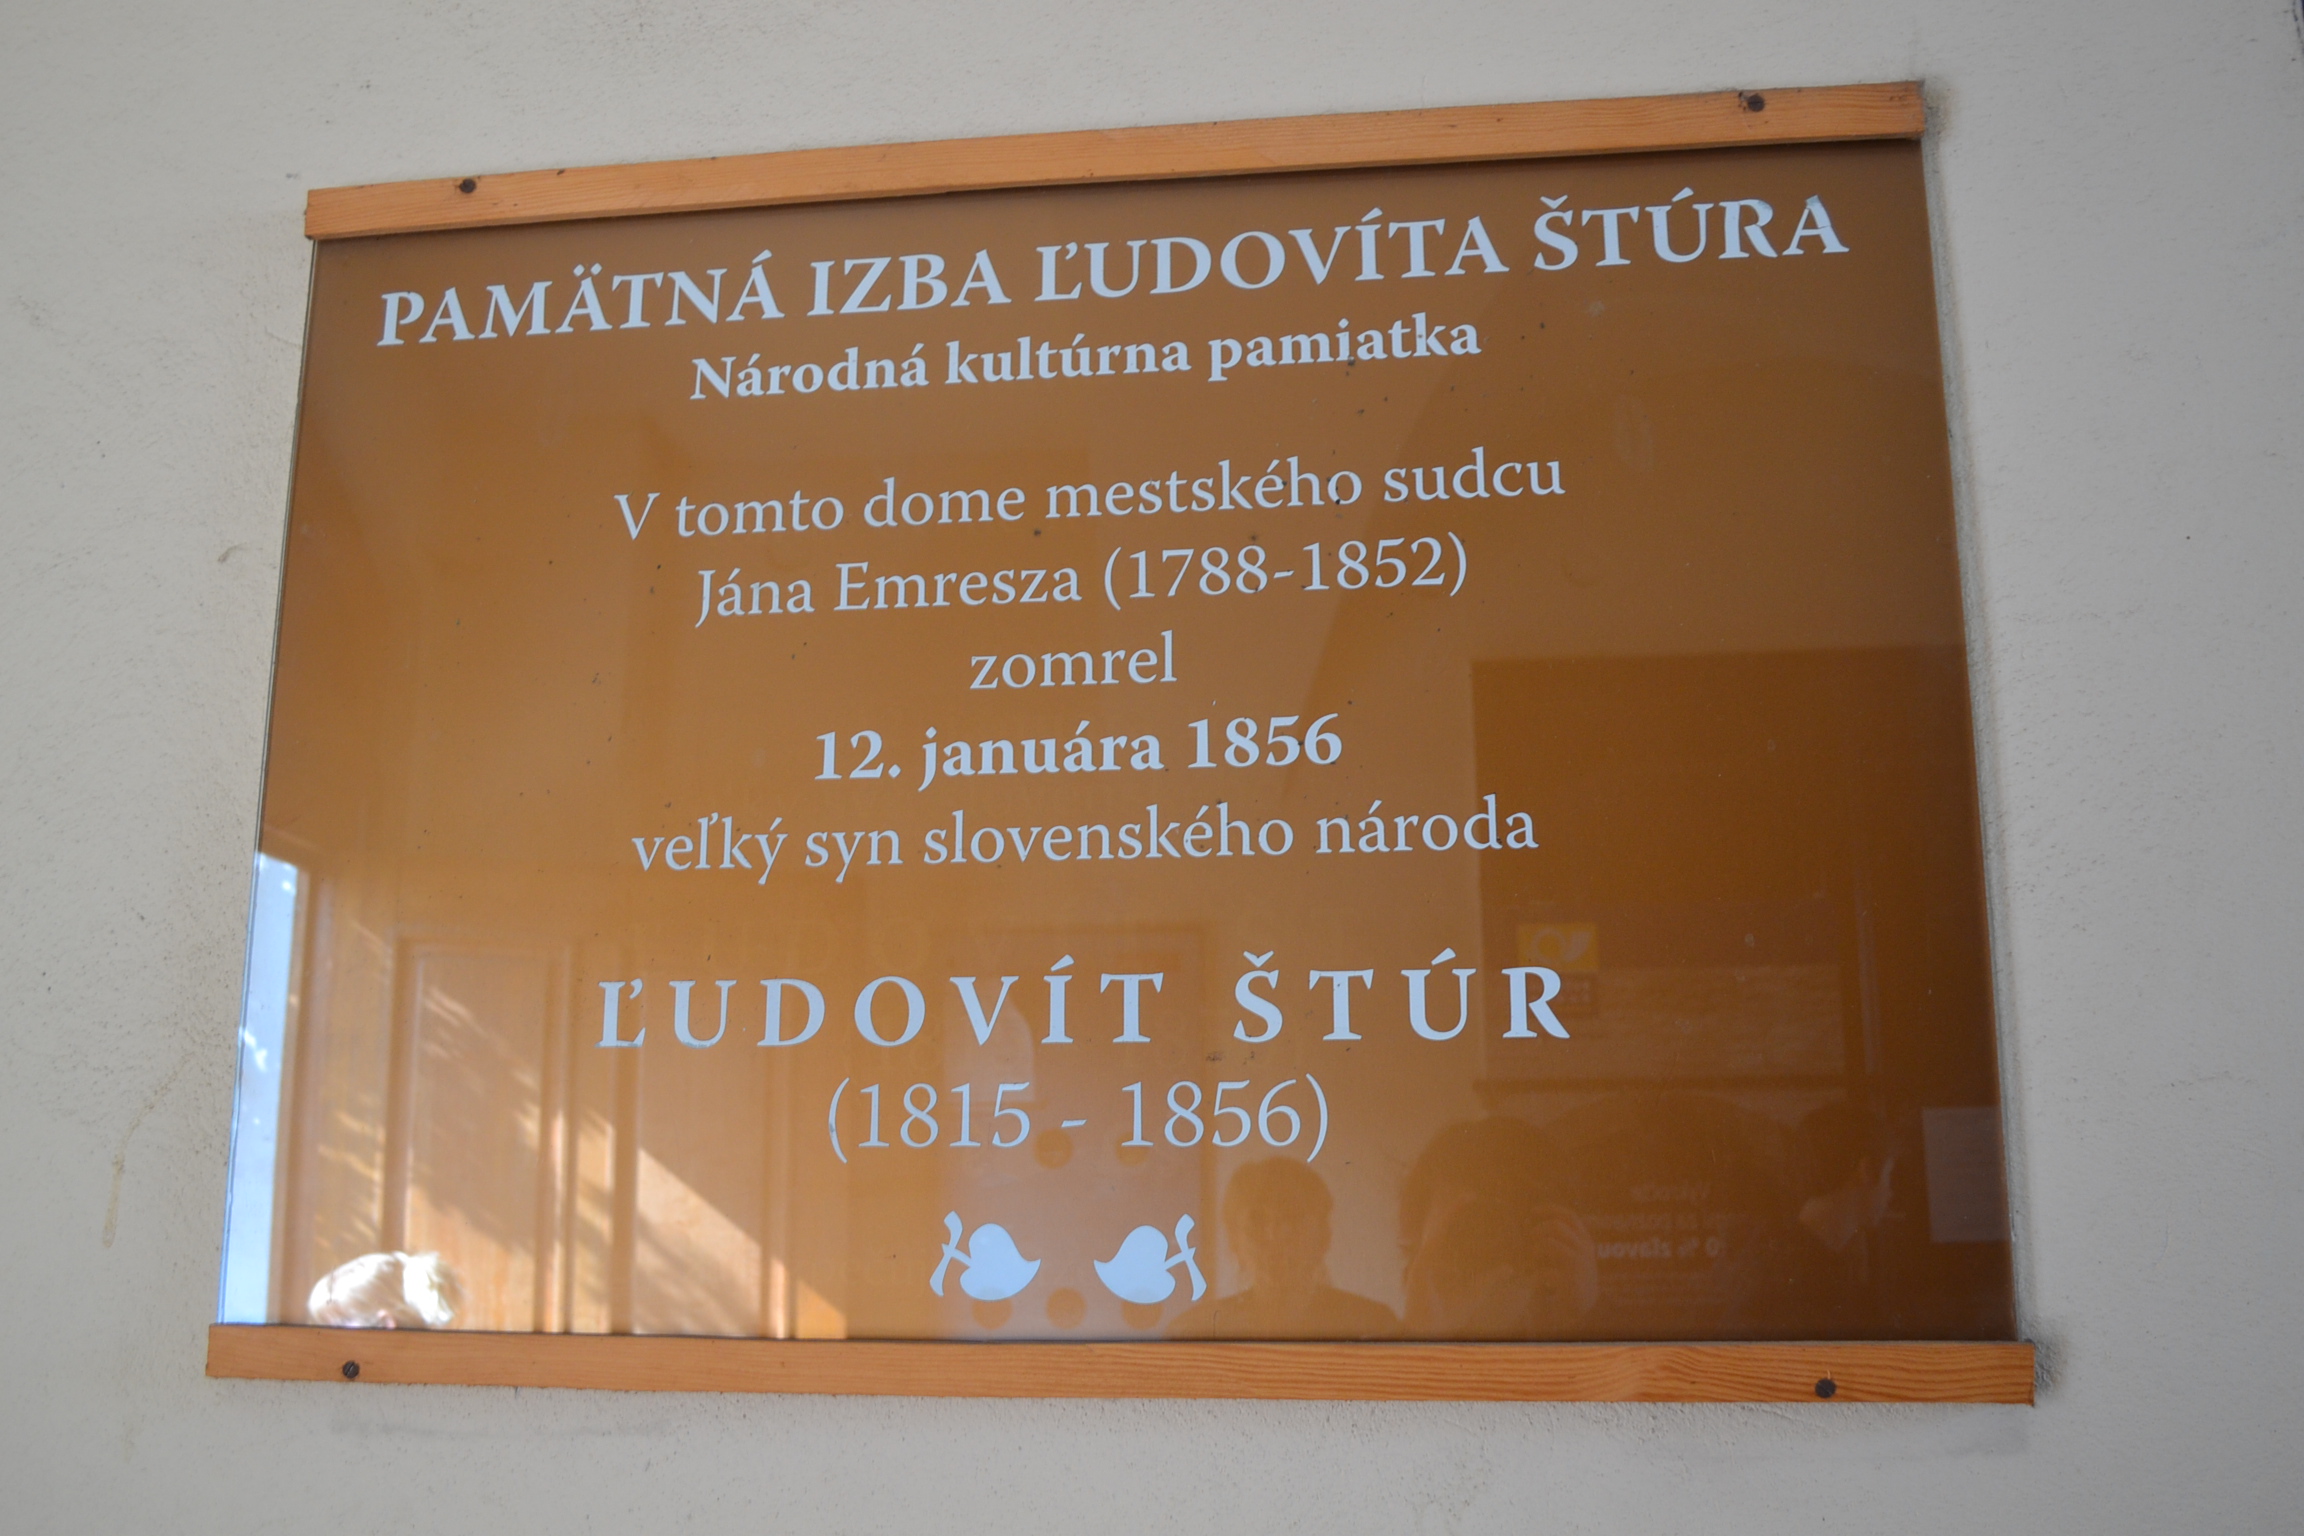 PAMÄTNÁ IZBA ĽUDOVÍTA ŠTÚRA
Národná kultúrna pamiatka
V tomto dome mestského sudcu
Jána Emresza (1788-1852)
zomrel
12. januára 1856
veľký syn slovenského národa
ĽUDOVÍT ŠTÚR
(1815 - 1856)